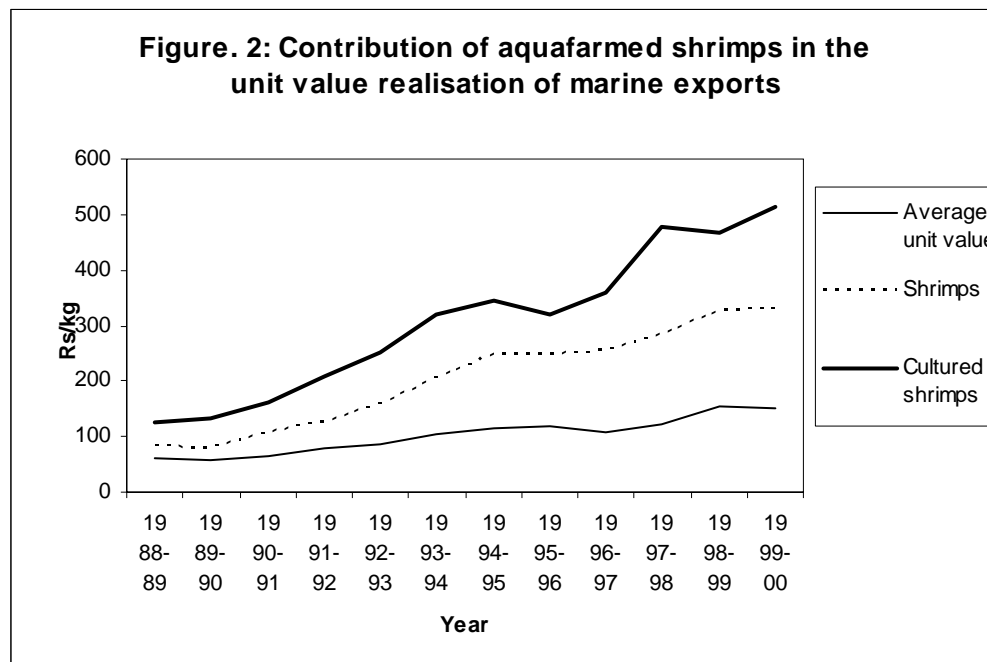 Figure. 2: Contribution of aquafarmed shrimps in the
unit value realisation of marine exports
600
500
400
300
200
100
0
Rs/kg
19 19 19 19 19 19 19 19 19 19 19 19
88- 89- 90- 91- 92- 93- 94- 95- 96- 97- 98- 99-
89 90 91 92 93 94 95 96 97 98 99 00
Year
Average
unit value
Shrimps
Cultured
shrimps